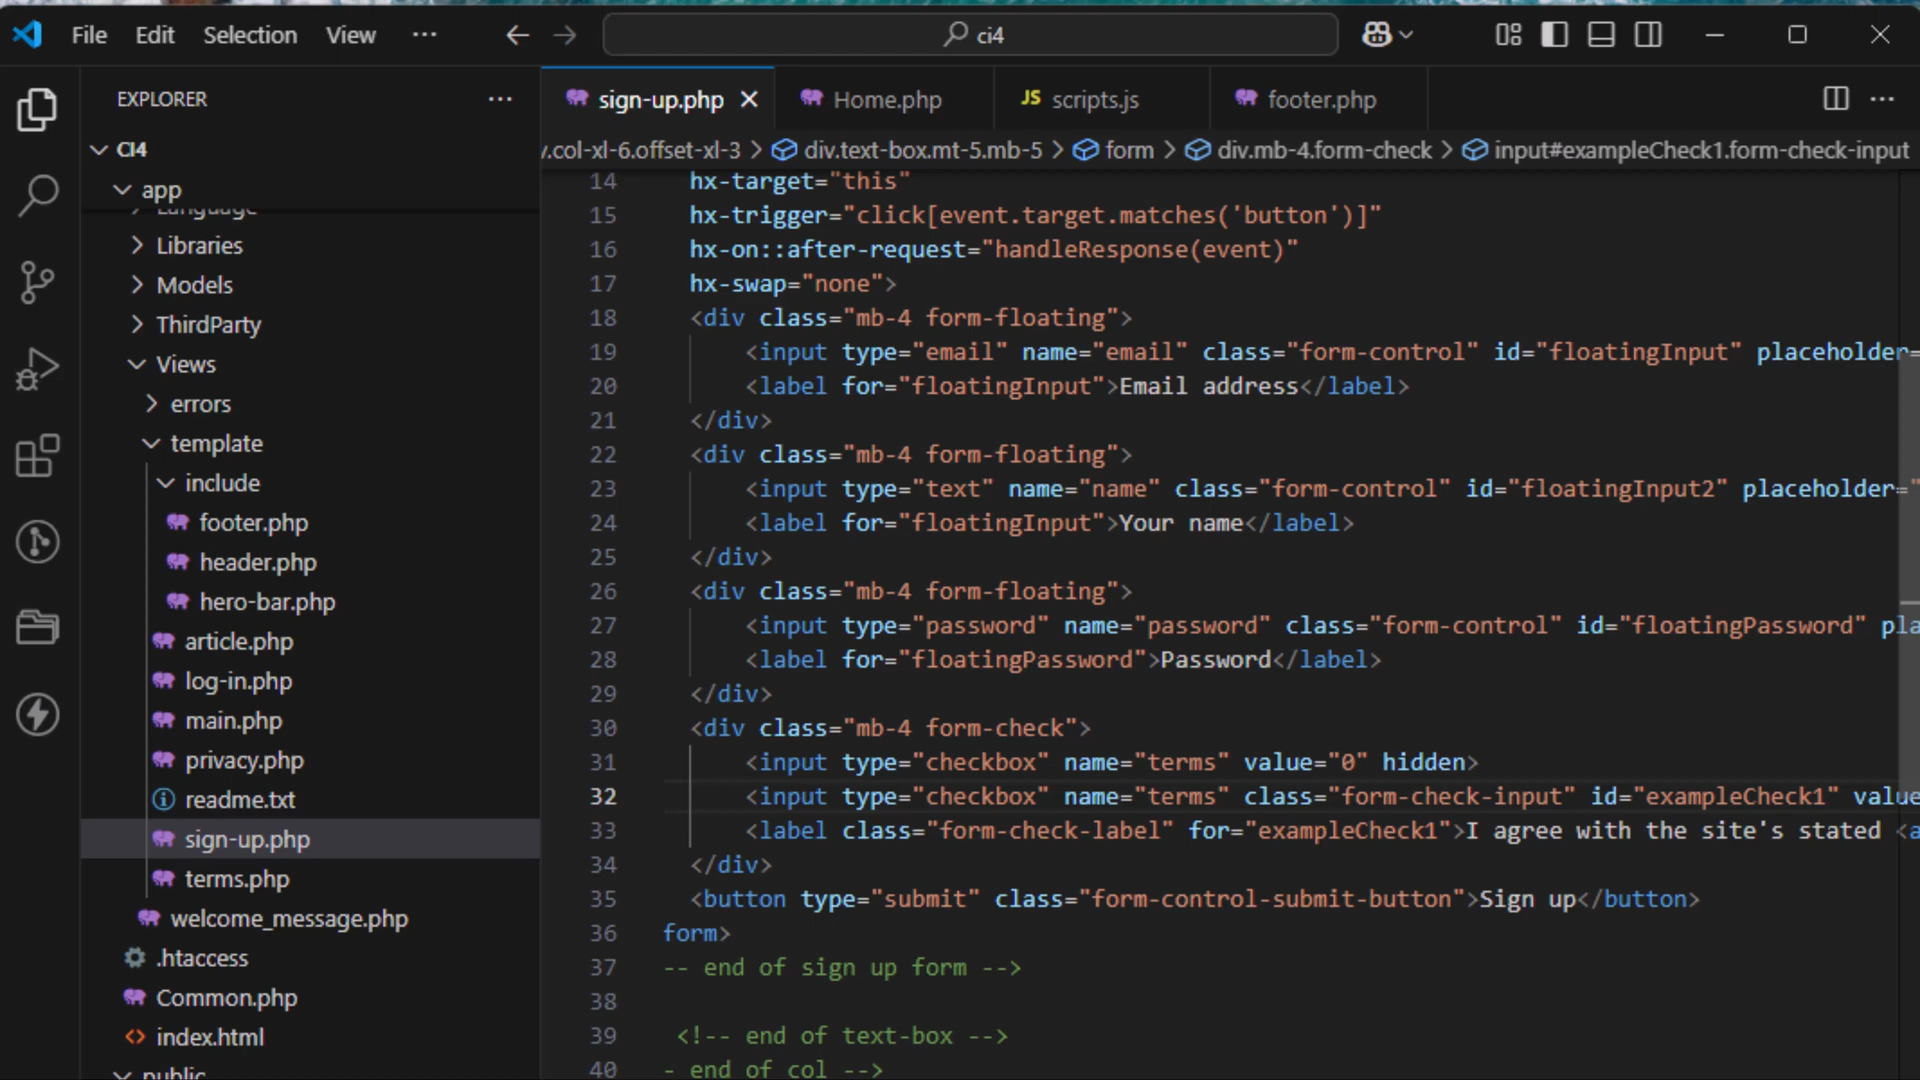 File Edit Selection View ··· ci4
EXPLORER ···
CI4
app
Language
Libraries
Models
ThirdParty
Views
errors
template
include
footer.php
header.php
hero-bar.php
article.php
log-in.php
main.php
privacy.php
readme.txt
sign-up.php
terms.php
welcome_message.php
.htaccess
Common.php
index.html
public
sign-up.php JS Home.php scripts.js footer.php
.col-xl-6.offset-xl-3 > div.text-box.mt-5.mb-5 > form > div.mb-4.form-check > input#exampleCheck1.form-check-input
14 hx-target="this"
15 hx-trigger="click[event.target.matches('button')]"
16 hx-on::after-request="handleResponse(event)"
17 hx-swap="none">
18 <div class="mb-4 form-floating">
19 <input type="email" name="email" class="form-control" id="floatingInput" placeholder=
20 <label for="floatingInput">Email address</label>
21 </div>
22 <div class="mb-4 form-floating">
23 <input type="text" name="name" class="form-control" id="floatingInput2" placeholder="
24 <label for="floatingInput">Your name</label>
25 </div>
26 <div class="mb-4 form-floating">
27 <input type="password" name="password" class="form-control" id="floatingPassword" pla
28 <label for="floatingPassword">Password</label>
29 </div>
30 <div class="mb-4 form-check">
31 <input type="checkbox" name="terms" value="0" hidden>
32 <input type="checkbox" name="terms" class="form-check-input" id="exampleCheck1" value
33 <label class="form-check-label" for="exampleCheck1">I agree with the site's stated <a
34 </div>
35 <button type="submit" class="form-control-submit-button">Sign up</button>
36 form>
37 -- end of sign up form -->
38
39 <!-- end of text-box -->
40 - end of col -->